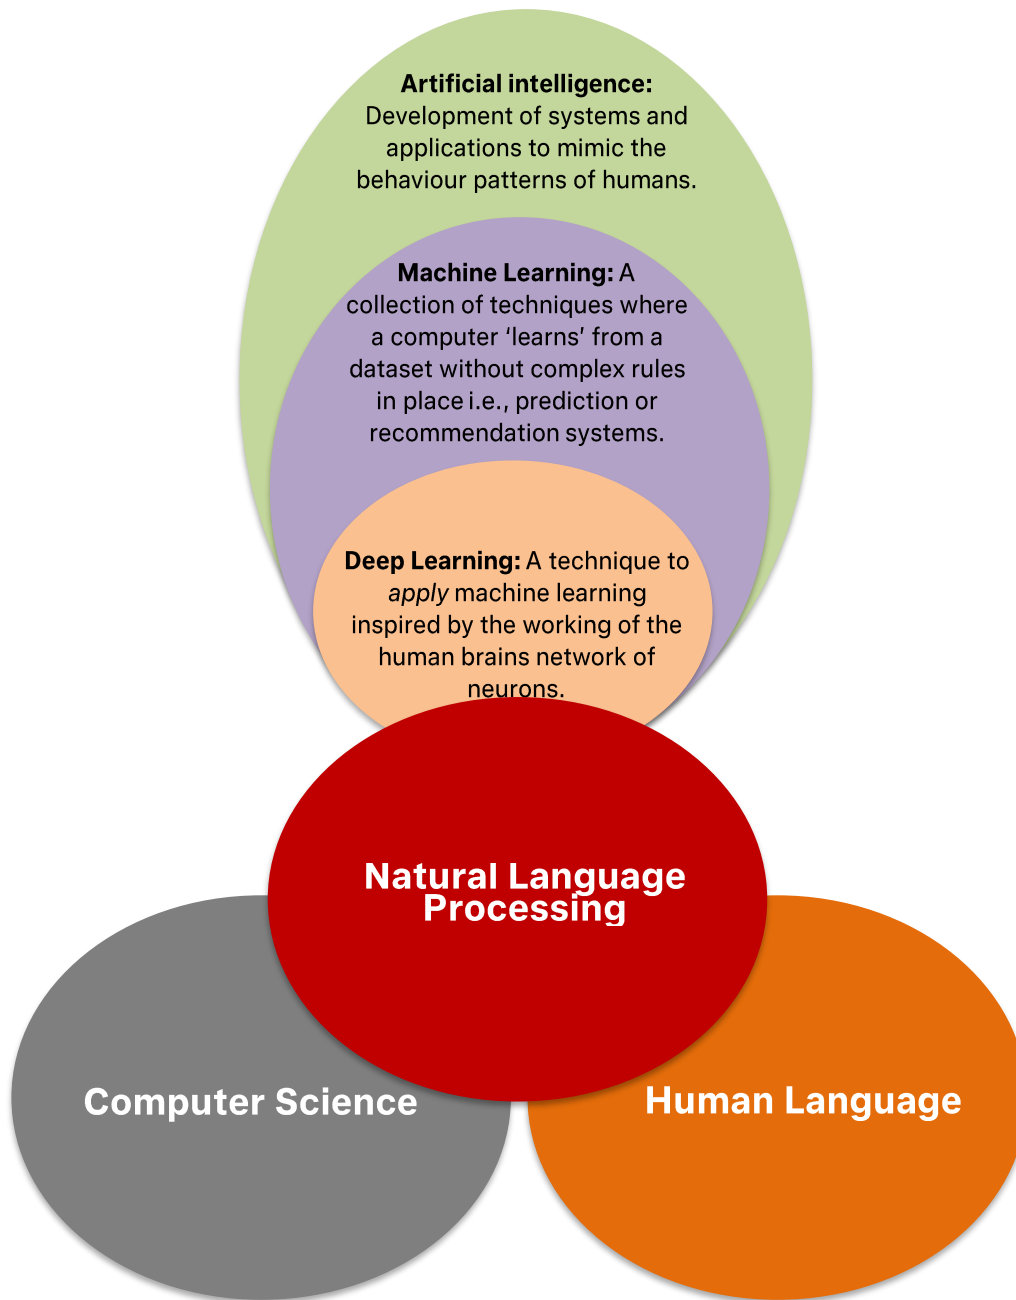 Artificial intelligence:
Development of systems and
applications to mimic the
behaviour patterns of humans.
Machine Learning: A
collection of techniques where
a computer ‘learns’ from a
dataset without complex rules
in place i.e., prediction or
recommendation systems.
Deep Learning: A technique to
apply machine learning
inspired by the working of the
human brains network of
neurons.
Natural Language
Processing
Computer Science
Human Language